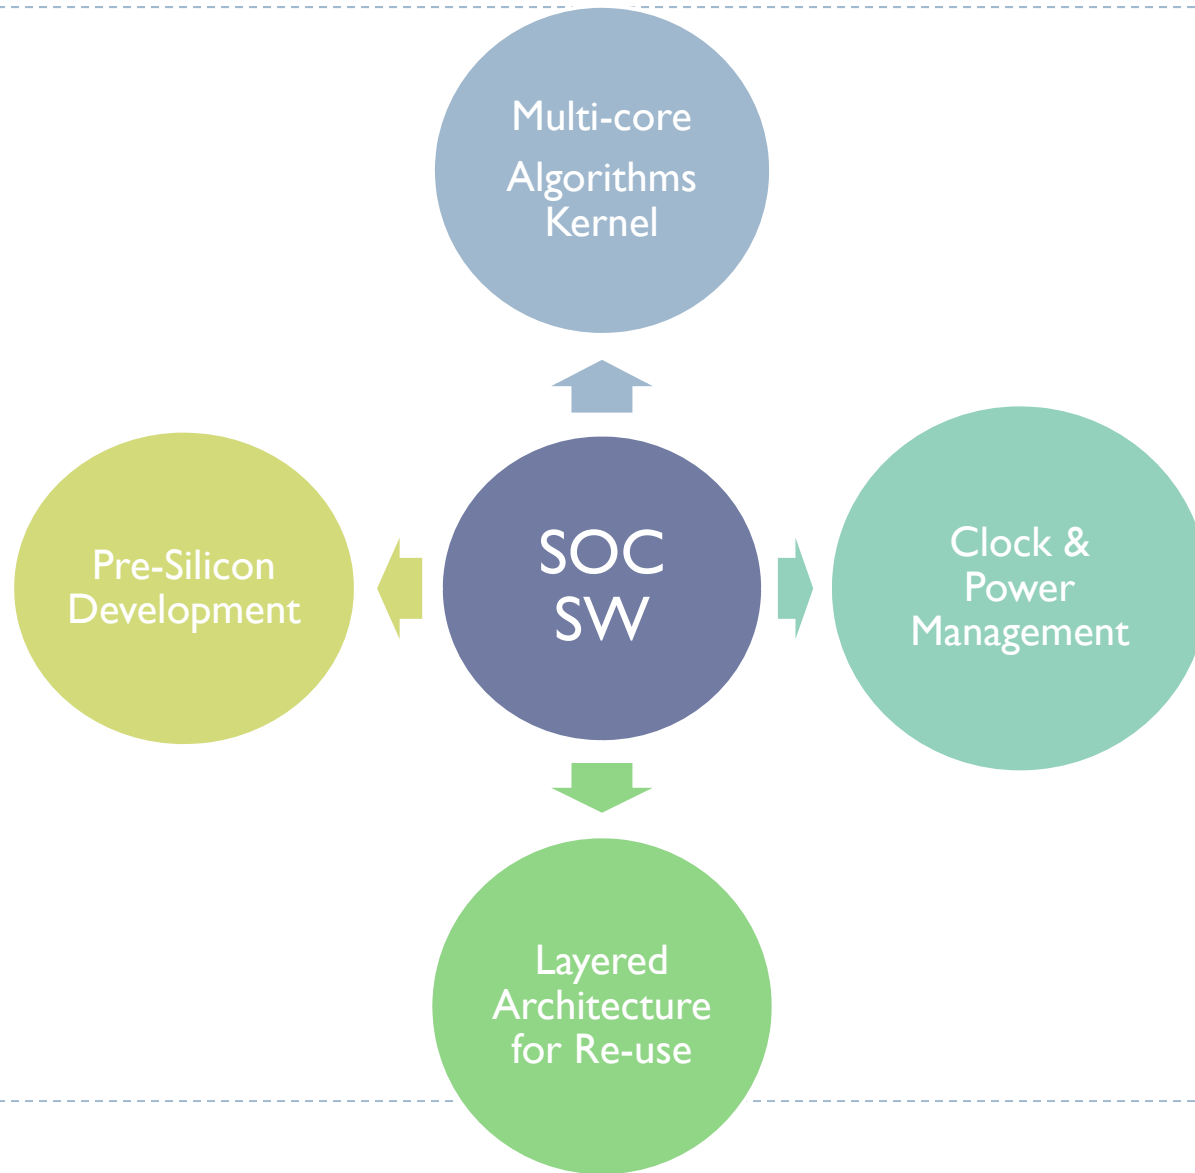 Multi-core
Algorithms
Kernel
Pre-Silicon
Development
SOC
SW
Clock &
Power
Management
Layered
Architecture
for Re-use